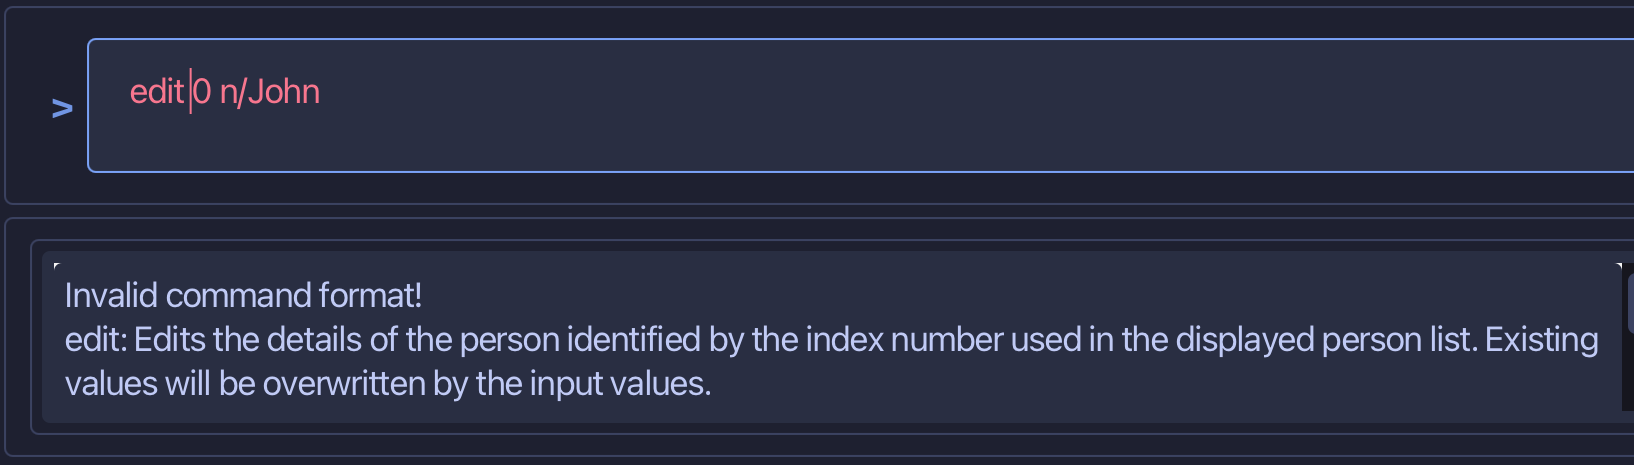 > edit 0 n/John
Invalid command format!
edit: Edits the details of the person identified by the index number used in the displayed person list. Existing
values will be overwritten by the input values.